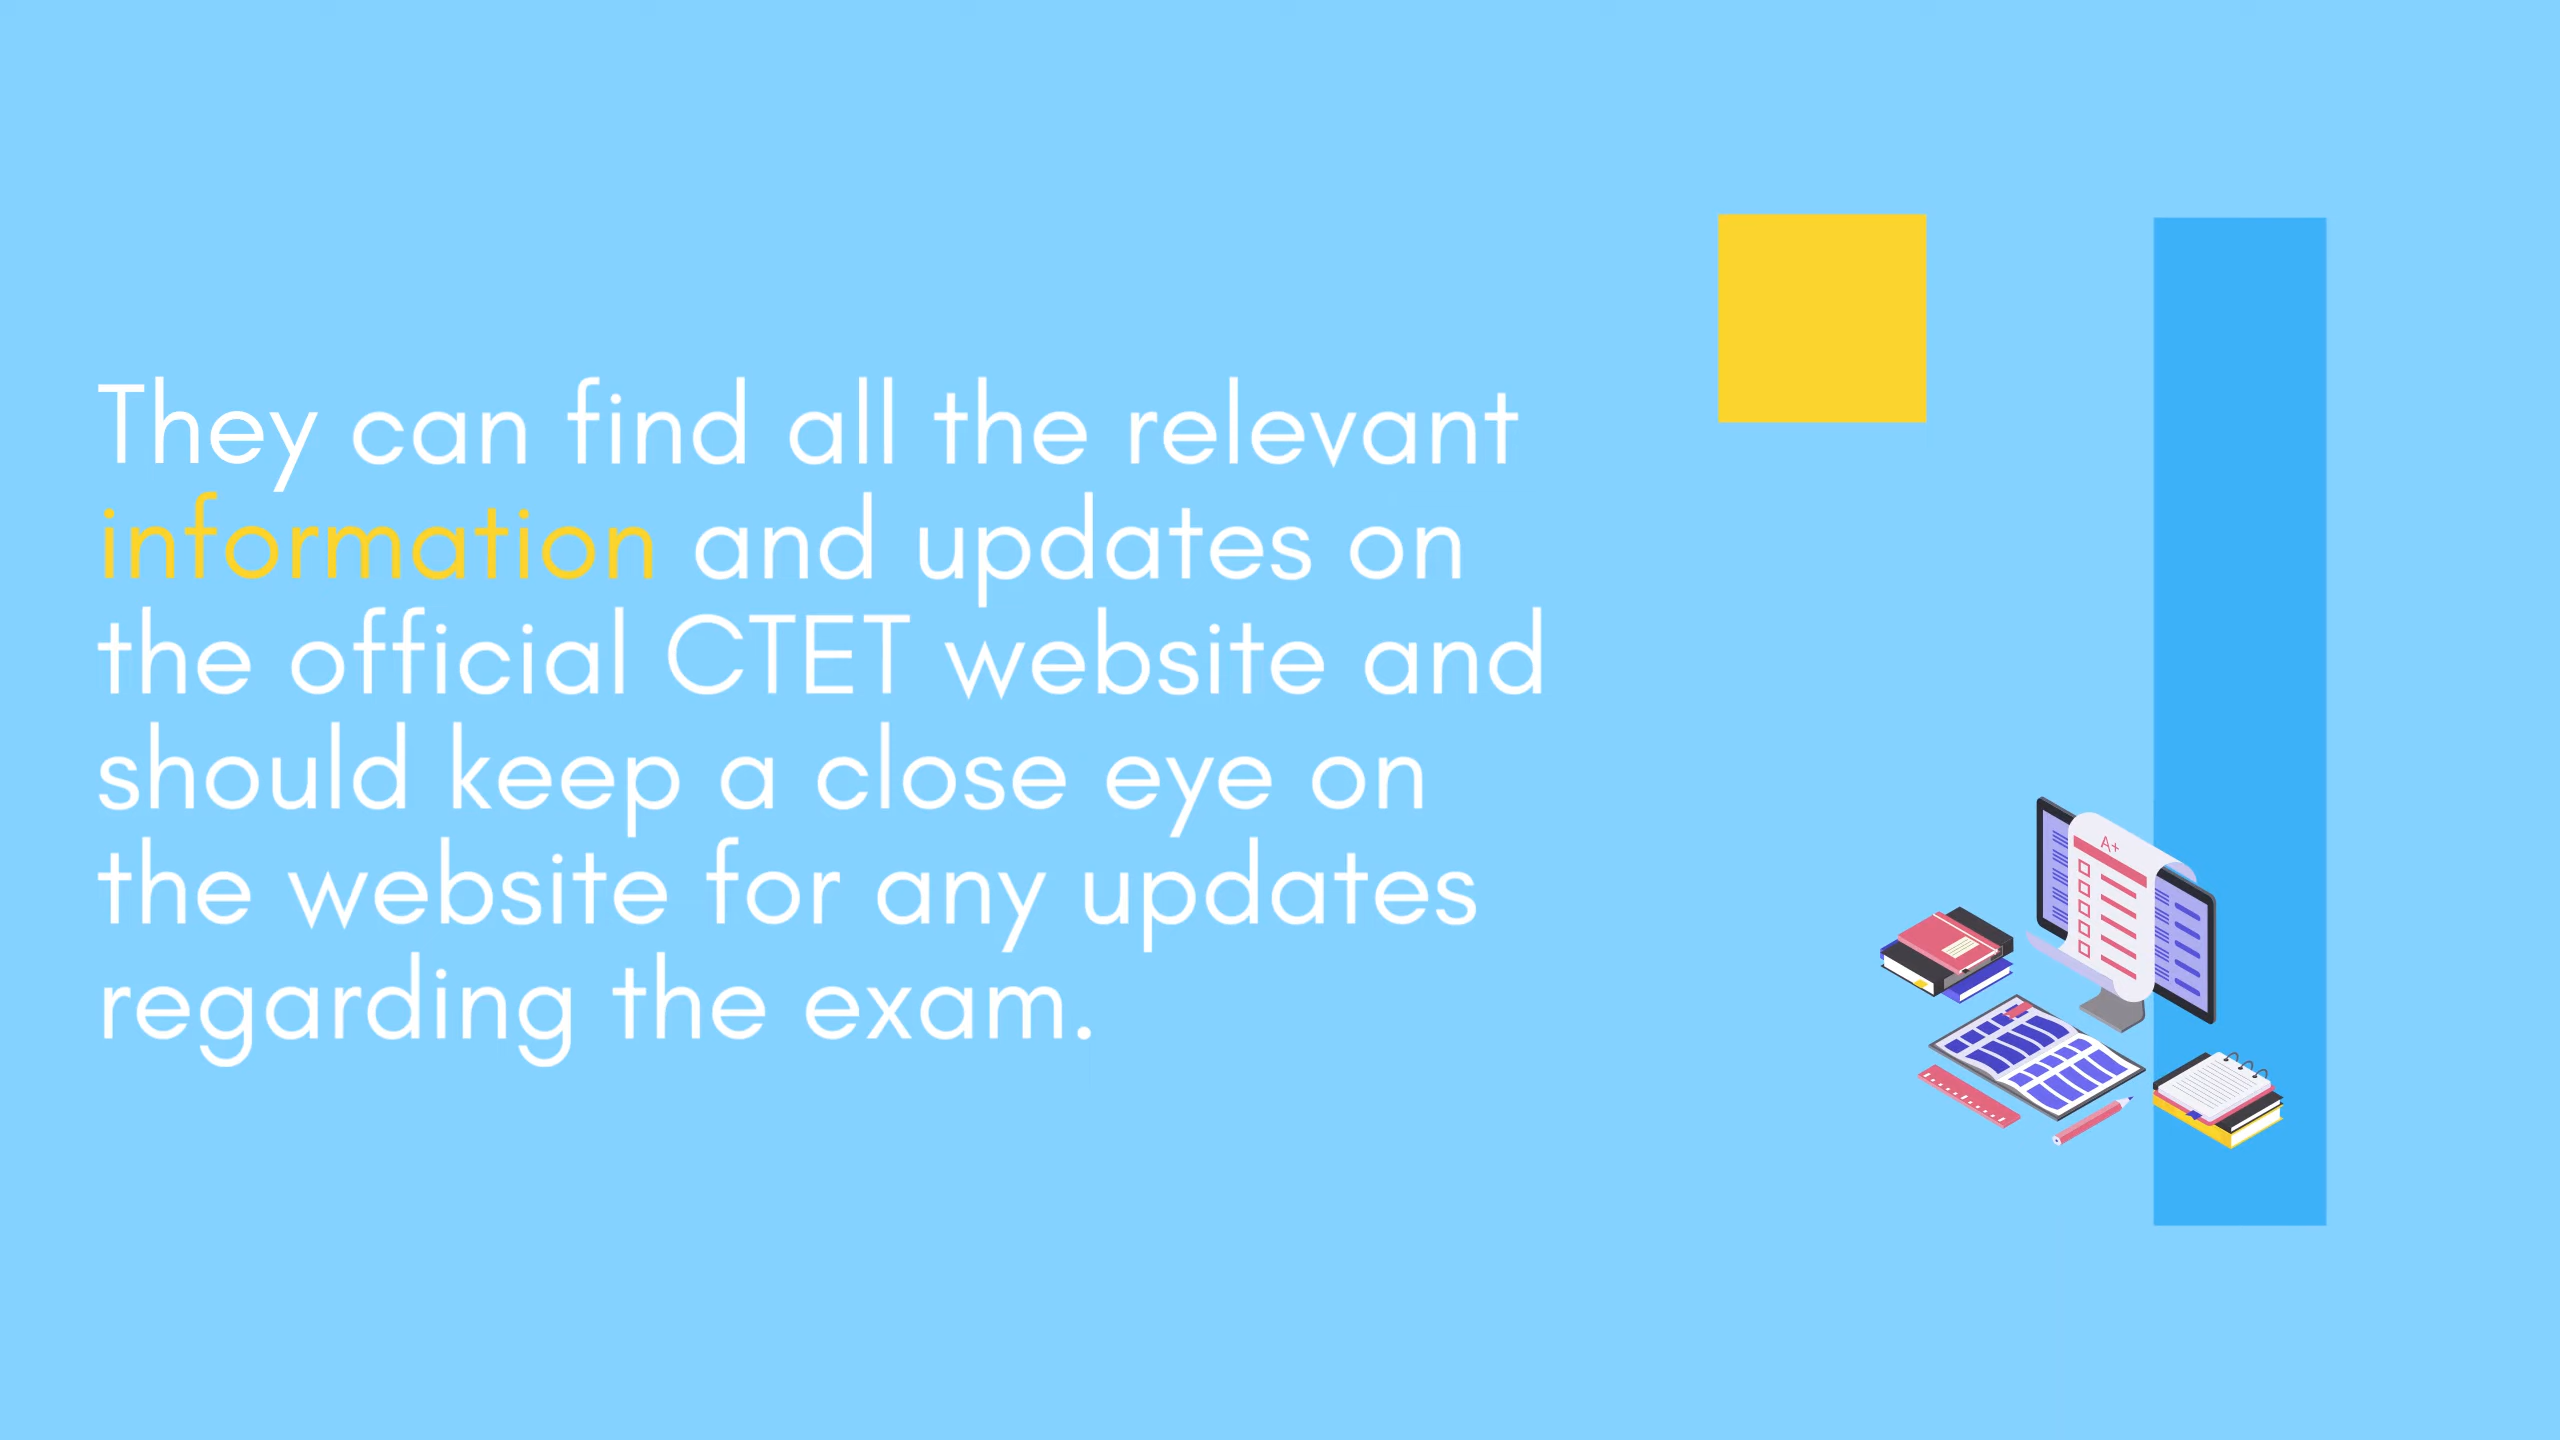 They can find all the relevant
information and updates on
the official CTET website and
should keep a close eye on
the website for any updates
regarding the exam.
A+